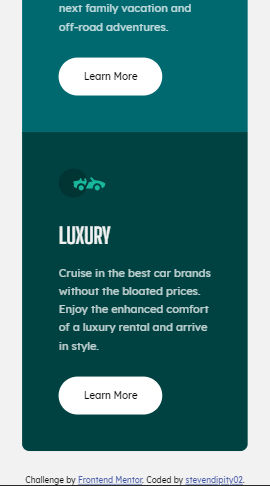 next family vacation and
off-road adventures.
Learn More
LUXURY
Cruise in the best car brands
without the bloated prices.
Enjoy the enhanced comfort
of a luxury rental and arrive
in style.
Learn More
Challenge by Frontend Mentor. Coded by stevendipity02.